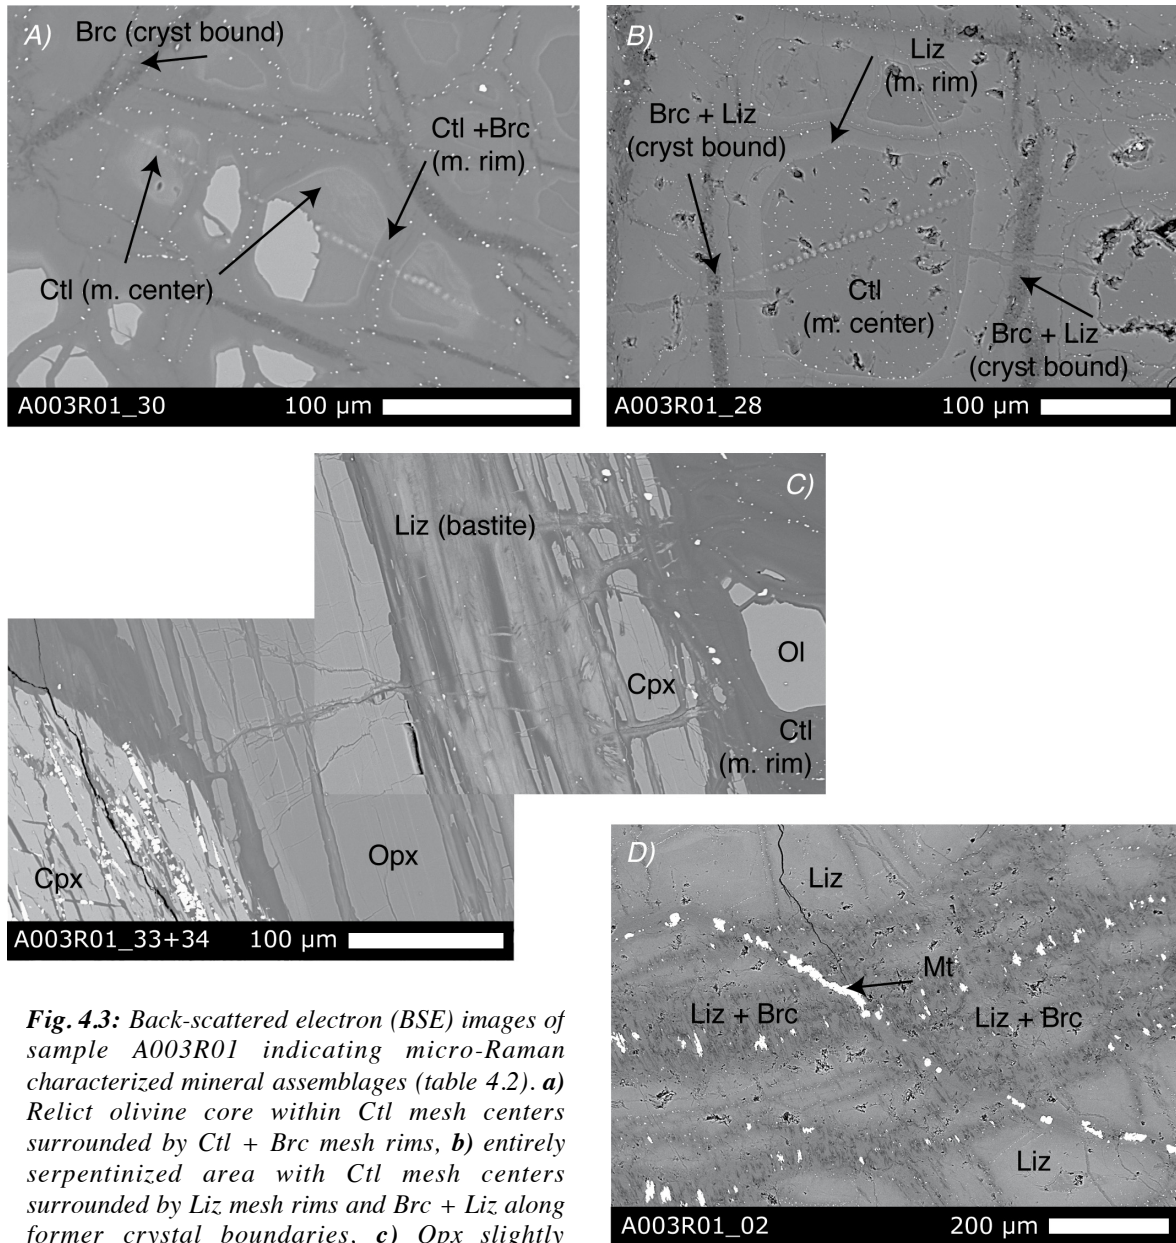 A)
Brc (cryst bound)
Ctl +Brc
(m. rim)
Ctl (m. center)
A003R01_30
100 µm
B)
Liz
(m. rim)
Brc + Liz
(cryst bound)
Ctl
(m. center)
Brc + Liz
(cryst bound)
A003R01_28
100 µm
C)
Liz (bastite)
Ol
Cpx
Ctl
(m. rim)
Opx
Cpx
A003R01_33+34
100 µm
D)
Liz
Mt
Liz + Brc
Liz + Brc
Liz
A003R01_02
200 µm
Fig. 4.3: Back-scattered electron (BSE) images of
sample A003R01 indicating micro-Raman
characterized mineral assemblages (table 4.2). a)
Relict olivine core within Ctl mesh centers
surrounded by Ctl + Brc mesh rims, b) entirely
serpentinized area with Ctl mesh centers
surrounded by Liz mesh rims and Brc + Liz along
former crystal boundaries, c) Opx slightly